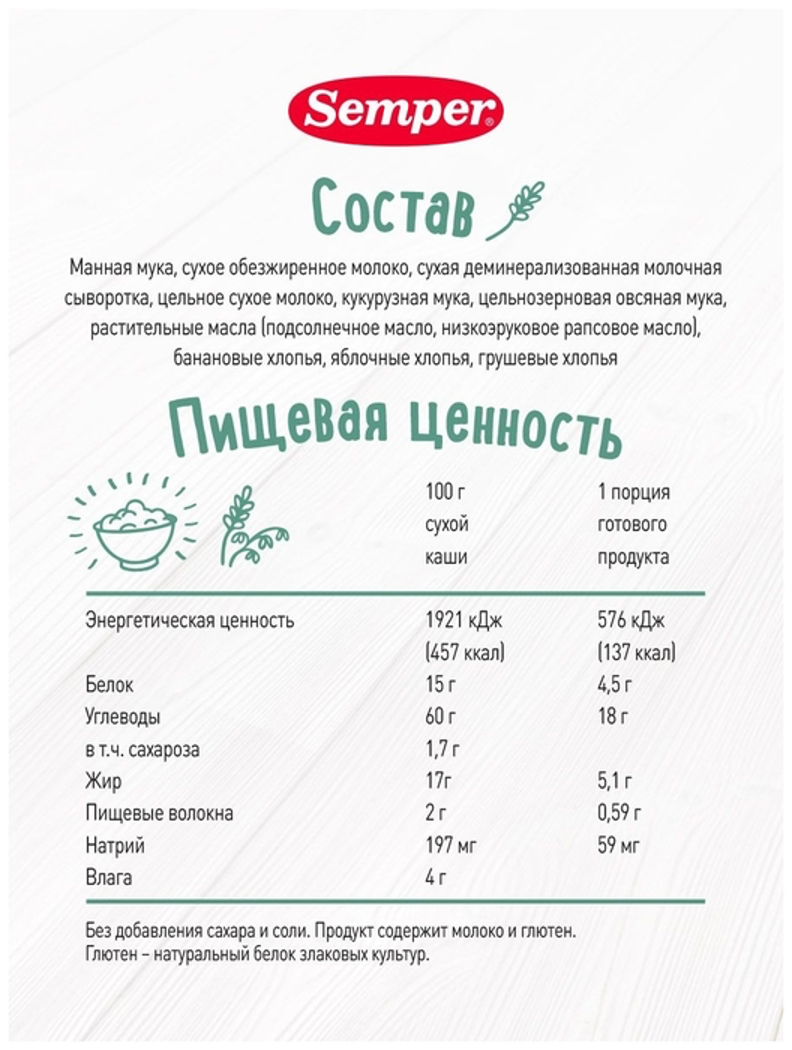 Semper®
Состав
Манная мука, сухое обезжиренное молоко, сухая деминерализованная молочная
сыворотка, цельное сухое молоко, кукурузная мука, цельнозерновая овсяная мука,
растительные масла (подсолнечное масло, низкоэруковое рапсовое масло),
банановые хлопья, яблочные хлопья, грушевые хлопья
Пищевая ценность
100 г 1 порция
сухой готового
каши продукта
Энергетическая ценность 1921 кДж 576 кДж
(457 ккал) (137 ккал)
Белок 15 г 4,5 г
Углеводы 60 г 18 г
в т.ч. сахароза 1,7 г
Жир 17г 5,1 г
Пищевые волокна 2 г 0,59 г
Натрий 197 мг 59 мг
Влага 4 г
Без добавления сахара и соли. Продукт содержит молоко и глютен.
Глютен – натуральный белок злаковых культур.